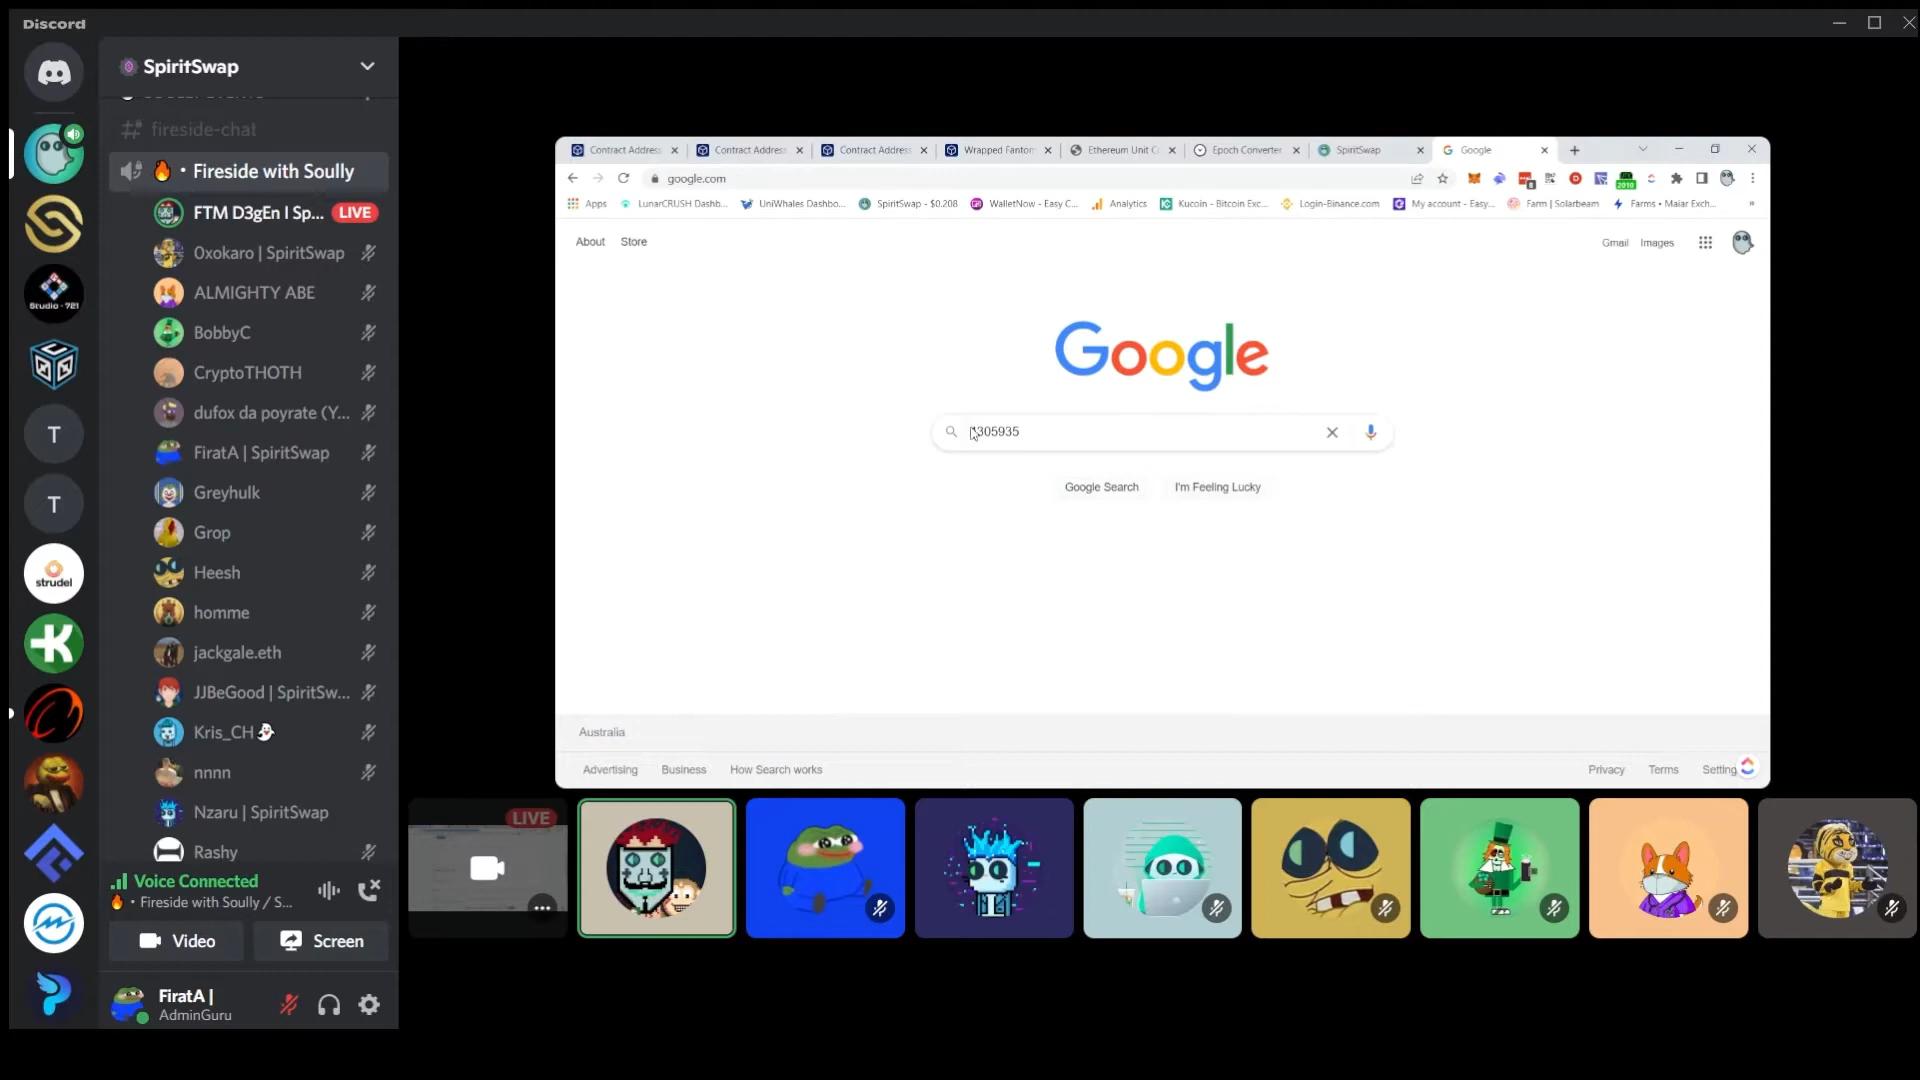 Discord
SpiritSwap
fireside-chat
🔥 • Fireside with Soully
FTM D3gEn l Sp... LIVE
0xokaro | SpiritSwap
ALMIGHTY ABE
BobbyC
CryptoTHOTH
dufox da poyrate (Y...
FiratA | SpiritSwap
Greyhulk
Grop
Heesh
homme
jackgale.eth
JJBeGood | SpiritSw...
Kris_CH👻
nnnn
Nzaru | SpiritSwap
Rashy
Voice Connected
🔥 • Fireside with Soully / S...
Video Screen
FiratA |
AdminGuru
Studio - 721
T
T
strudel
Contract Address Contract Address Contract Address Wrapped Fantom Ethereum Unit C Epoch Converter SpiritSwap Google
google.com
2010
Apps LunarCRUSH Dashb... UniWhales Dashbo... SpiritSwap - $0.208 WalletNow - Easy C... Analytics Kucoin - Bitcoin Exc... Login-Binance.com My account - Easy... Farm | Solarbeam Farms • Maiar Exch... »
About Store Gmail Images
Google
305935
Google Search I'm Feeling Lucky
Australia
Advertising Business How Search works Privacy Terms Setting
LIVE